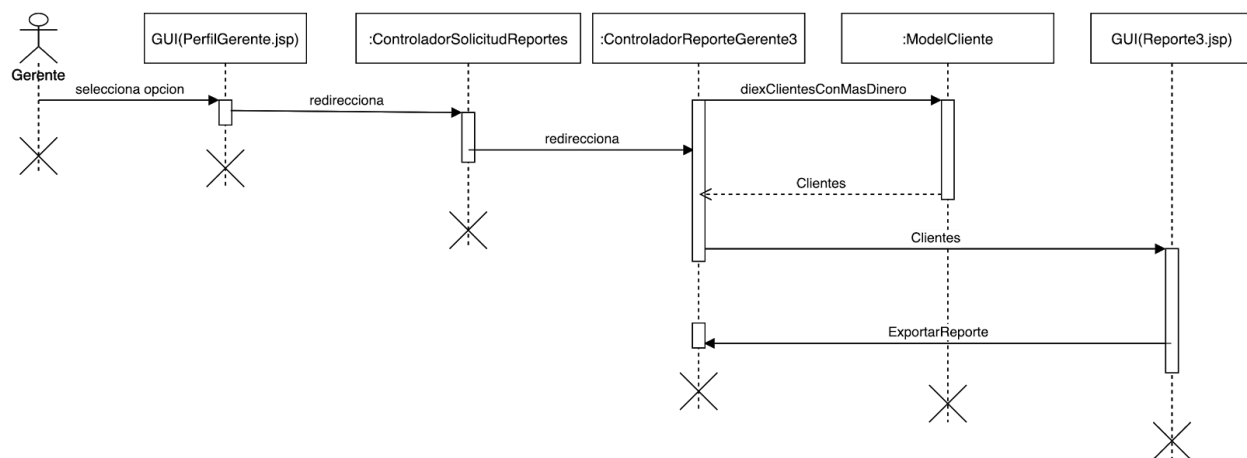 GUI(PerfilGerente.jsp)
:ControladorSolicitudReportes
:ControladorReporteGerente3
:ModelCliente
GUI(Reporte3.jsp)
Gerente
selecciona opcion
redirecciona
diexClientesConMasDinero
redirecciona
Clientes
Clientes
ExportarReporte